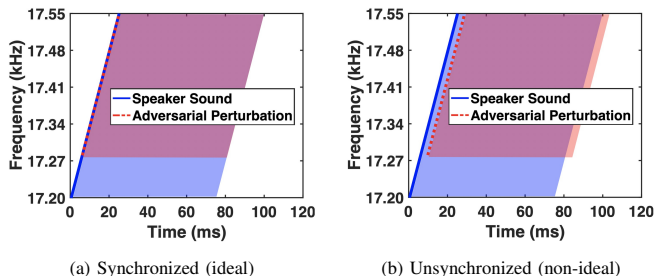 17.55
17.48
17.41
17.34
17.27
17.20
Frequency (kHz)
Speaker Sound
Adversarial Perturbation
0 20 40 60 80 100 120
Time (ms)
(a) Synchronized (ideal)
17.55
17.48
17.41
17.34
17.27
17.20
Frequency (kHz)
Speaker Sound
Adversarial Perturbation
0 20 40 60 80 100 120
Time (ms)
(b) Unsynchronized (non-ideal)